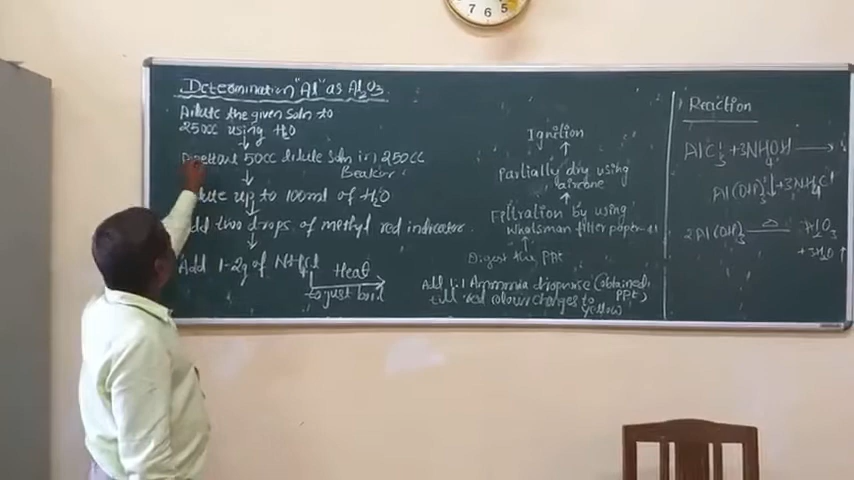 Determination "Al" as Al2O3
Dilute the given Soln to
250cc using H2O
Pipettout 50cc dilute Soln in 250cc
Beaker
up to 100ml of H2O
Add two drops of methyl red indicator
Add 1-2g of NH4Cl
Heat
to just boil
Add 1:1 Ammonia dropwise (obtained
till red colour changes to PPt)
yellow
Digest the PPt
Filtration by using
whatsman filter paper-41
Partially dry using
airzone
Ignition
Reaction
AlCl3 + 3NH4OH →
Al(OH)3↓ + 3NH4Cl
2Al(OH)3 △ Al2O3
+ 3H2O ↑